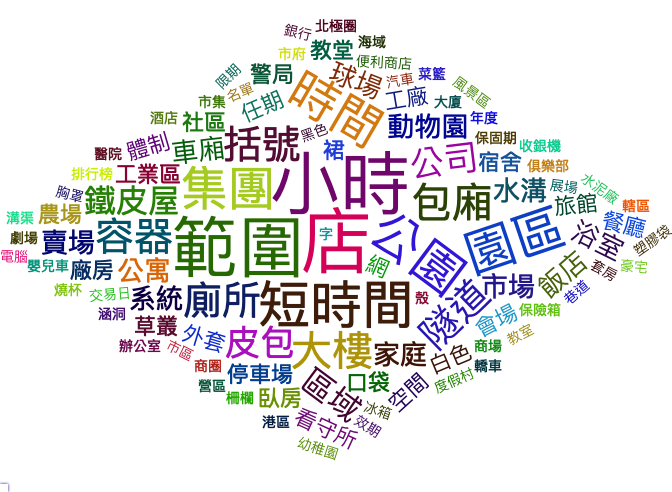 銀行
北極圈
海域
教堂
市府
便利商店
警局
球場
汽車
菜籃
風景區
限期
名單
時間
工廠
大廈
市集
任期
酒店
社區
黑色
動物園
年度
保固期
體制
車廂
括號
裙
公司
宿舍
收銀機
俱樂部
醫院
排行榜
工業區
集團
小時
包廂
水溝
展場
水泥廠
胸罩
鐵皮屋
旅館
轄區
溝渠
農場
容器
範圍
店
字
公園
園區
浴室
餐廳
塑膠袋
劇場
賣場
電腦
嬰兒車
廠房
公寓
網
隧道
市場
飯店
套房
豪宅
燒杯
交易日
系統
廁所
短時間
殼
會場
保險箱
巷道
涵洞
草叢
外套
皮包
大樓
家庭
白色
商場
教室
辦公室
市區
商圈
停車場
區域
口袋
空間
度假村
轎車
營區
柵欄
臥房
看守所
冰箱
港區
效期
幼稚園